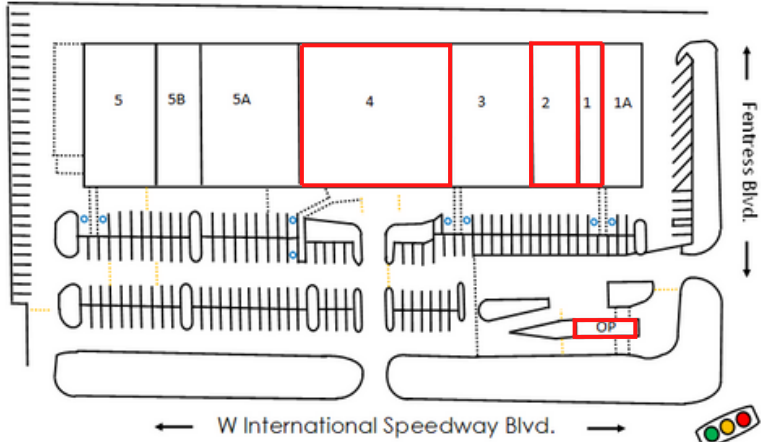 5
5B
5A
4
3
2
1
1A
Fentress Blvd.
OP
W International Speedway Blvd.